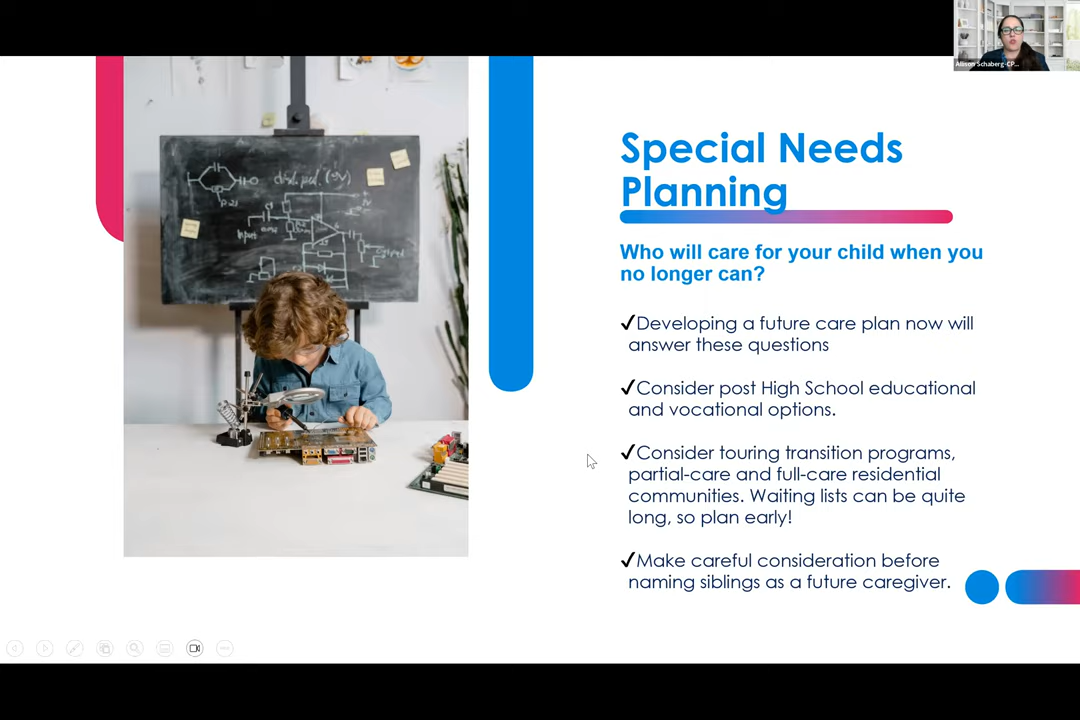 Allison Schaberg-CP...
Special Needs
Planning
Who will care for your child when you
no longer can?
✓Developing a future care plan now will
answer these questions
✓Consider post High School educational
and vocational options.
✓Consider touring transition programs,
partial-care and full-care residential
communities. Waiting lists can be quite
long, so plan early!
✓Make careful consideration before
naming siblings as a future caregiver.
Input